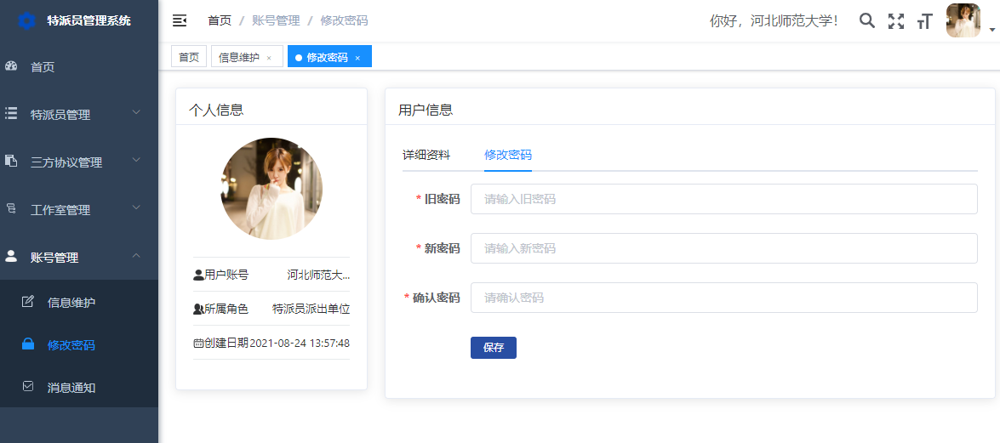 特派员管理系统
首页 / 账号管理 / 修改密码
你好，河北师范大学！
首页
信息维护 ×
修改密码 ×
首页
特派员管理
三方协议管理
工作室管理
账号管理
信息维护
修改密码
消息通知
个人信息
用户账号 河北师范大...
所属角色 特派员派出单位
创建日期 2021-08-24 13:57:48
用户信息
详细资料 修改密码
* 旧密码 请输入旧密码
* 新密码 请输入新密码
* 确认密码 请确认密码
保存